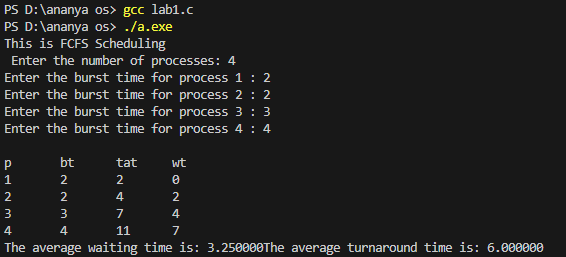 PS D:\ananya os> gcc lab1.c
PS D:\ananya os> ./a.exe
This is FCFS Scheduling
 Enter the number of processes: 4
Enter the burst time for process 1 : 2
Enter the burst time for process 2 : 2
Enter the burst time for process 3 : 3
Enter the burst time for process 4 : 4

p      bt     tat    wt
1      2      2      0
2      2      4      2
3      3      7      4
4      4      11     7
The average waiting time is: 3.250000The average turnaround time is: 6.000000